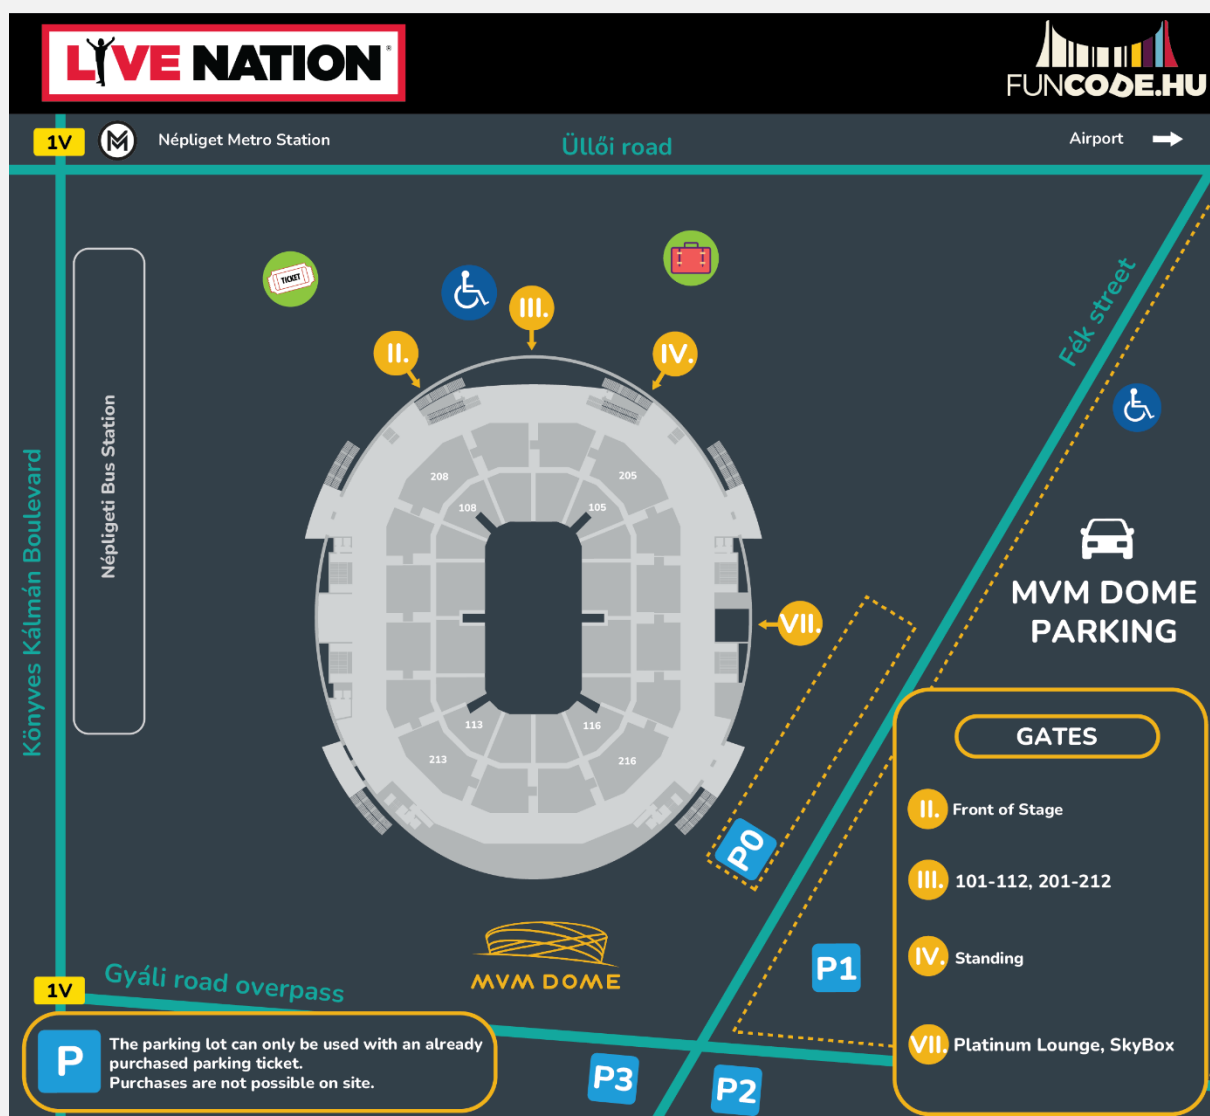 LIVE NATION
FUNCODE.HU
1V
M
Népliget Metro Station
Üllői road
Airport
TICKET
III.
II.
IV.
Fék street
Népligeti Bus Station
Könyves Kálmán Boulevard
208
205
108
105
MVM DOME
PARKING
VII.
113
116
213
216
GATES
P0
II. Front of Stage
III. 101-112, 201-212
IV. Standing
VII. Platinum Lounge, SkyBox
MVM DOME
P1
1V
Gyáli road overpass
P
The parking lot can only be used with an already
purchased parking ticket.
Purchases are not possible on site.
P3
P2